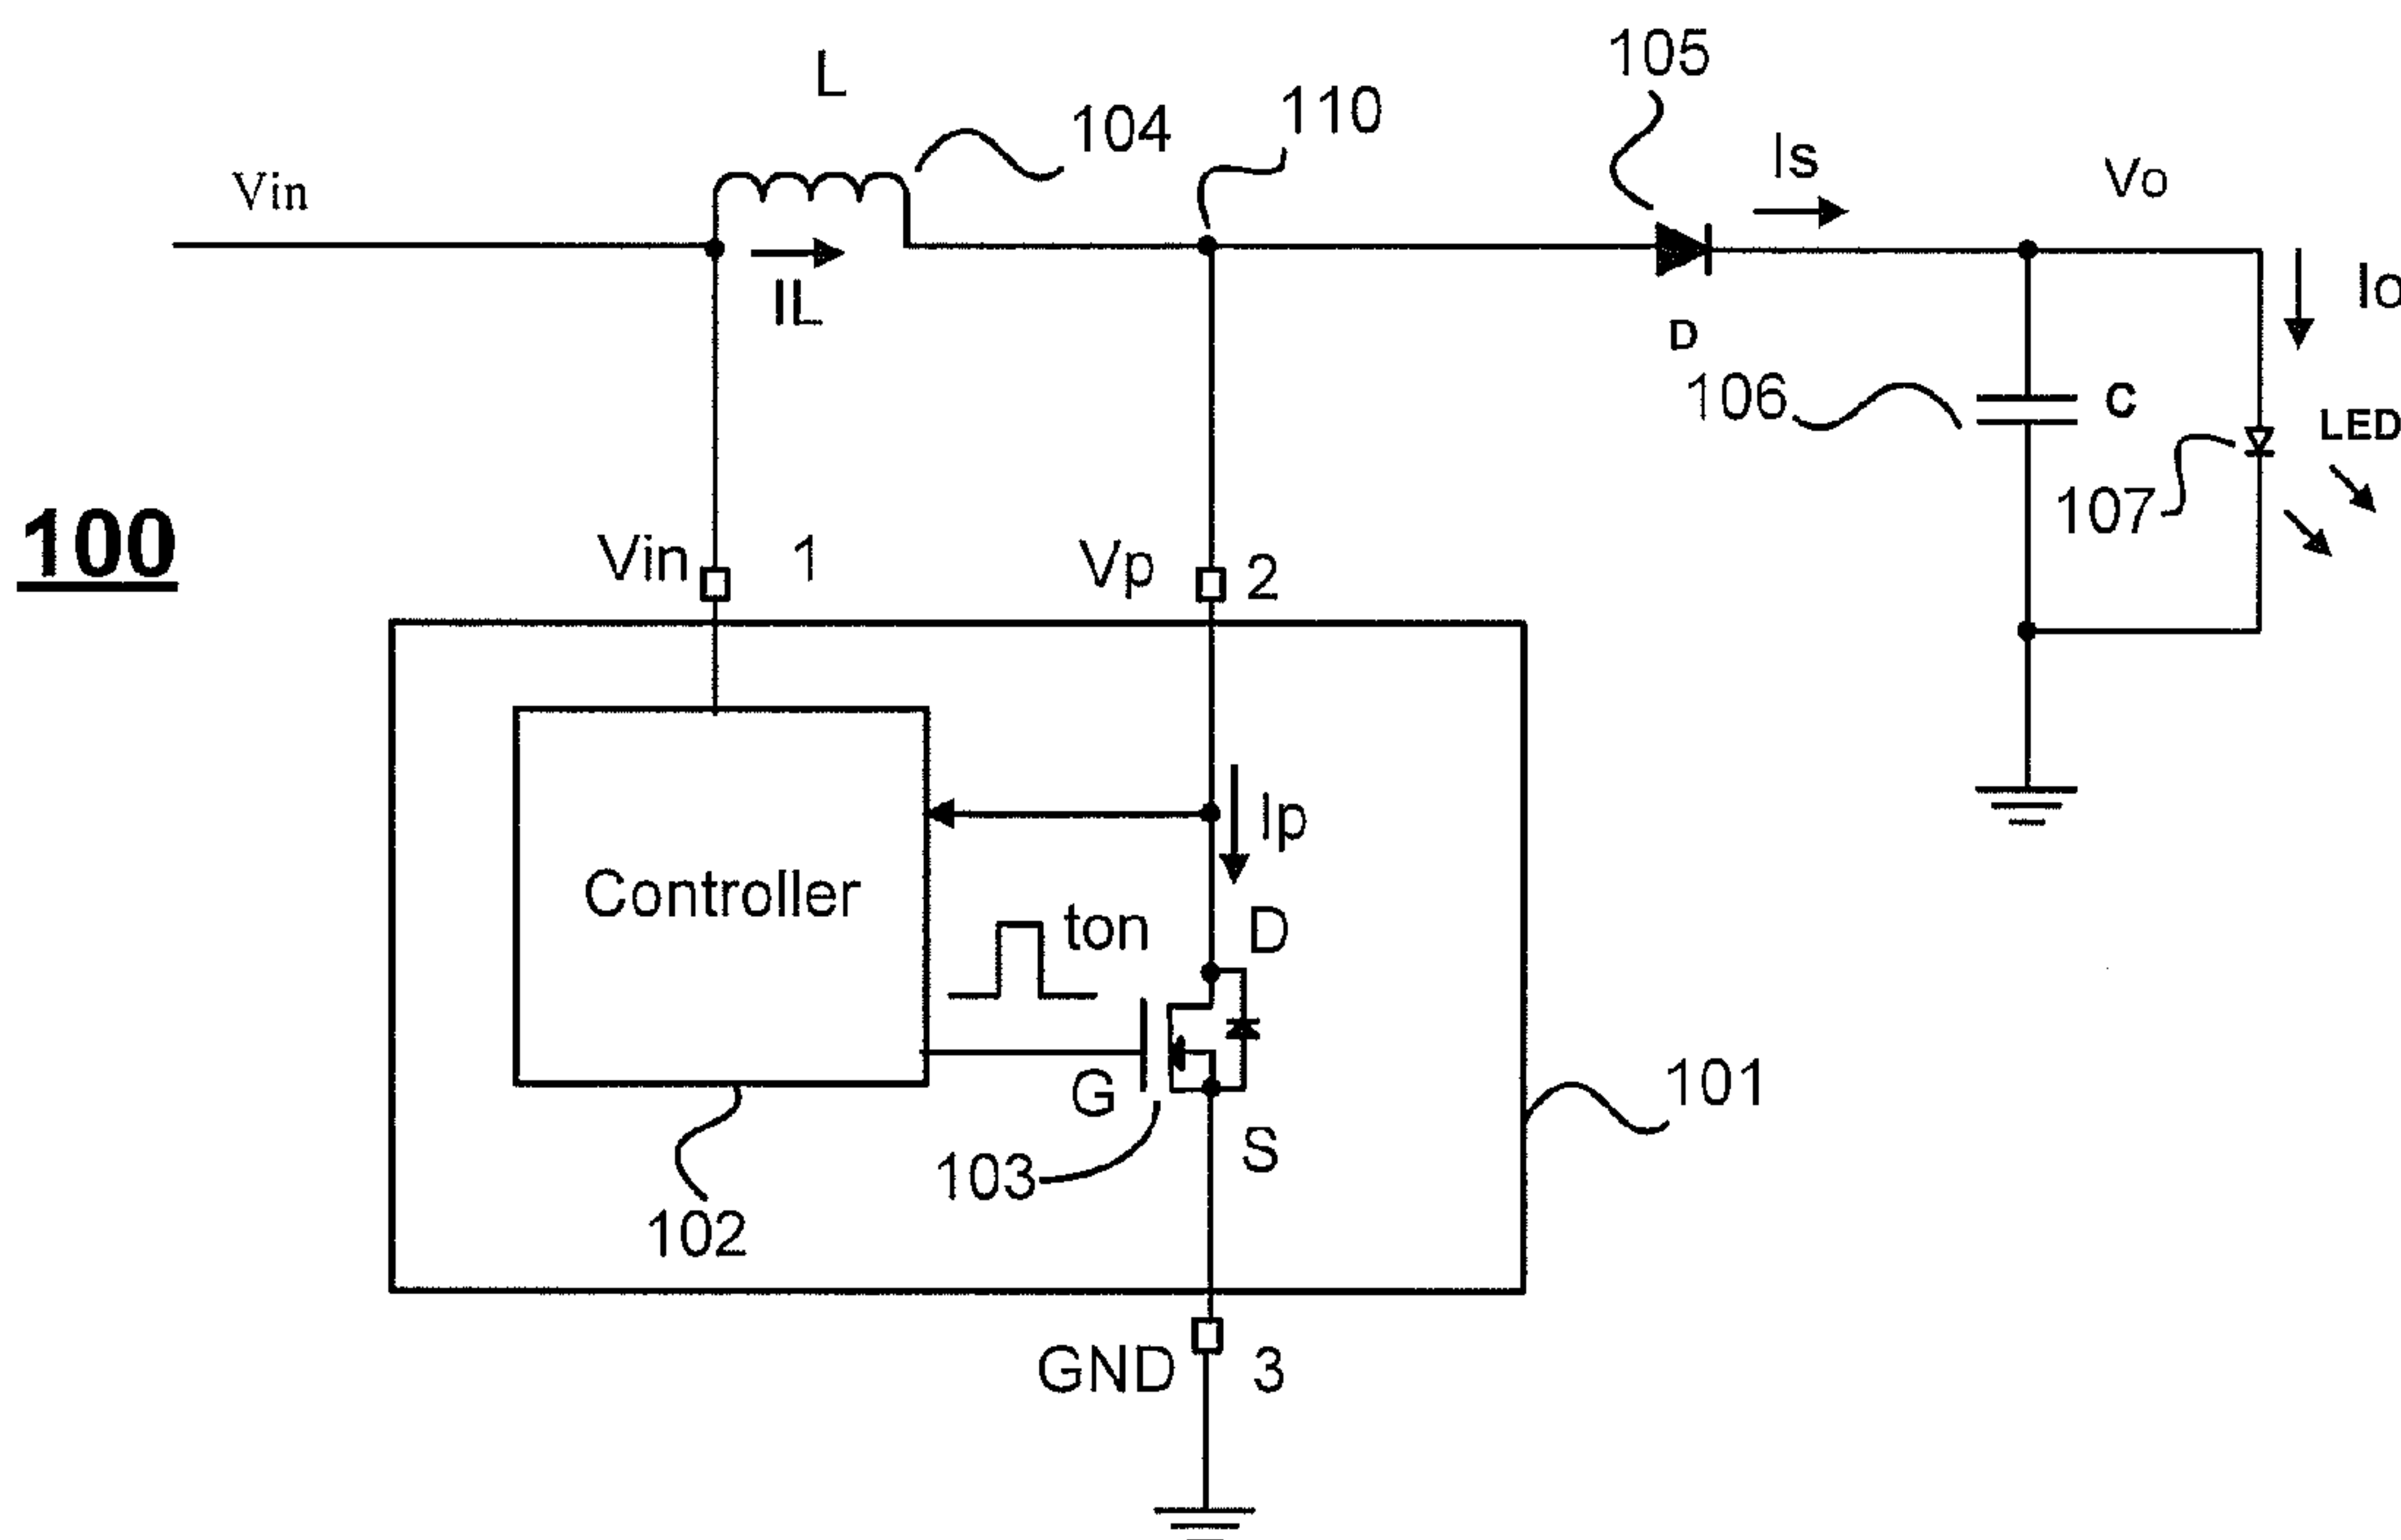 L
105
104
110
Is
Vin
Vo
IL
Io
D
106
C
LED
107
100
Vin 1
Vp 2
Ip
Controller
ton
D
G
S
101
103
102
GND 3